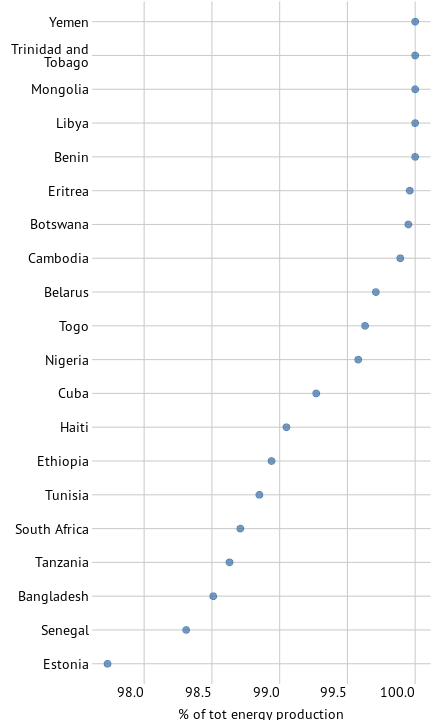 Yemen
Trinidad and
Tobago
Mongolia
Libya
Benin
Eritrea
Botswana
Cambodia
Belarus
Togo
Nigeria
Cuba
Haiti
Ethiopia
Tunisia
South Africa
Tanzania
Bangladesh
Senegal
Estonia
98.0 98.5 99.0 99.5 100.0
% of tot energy production